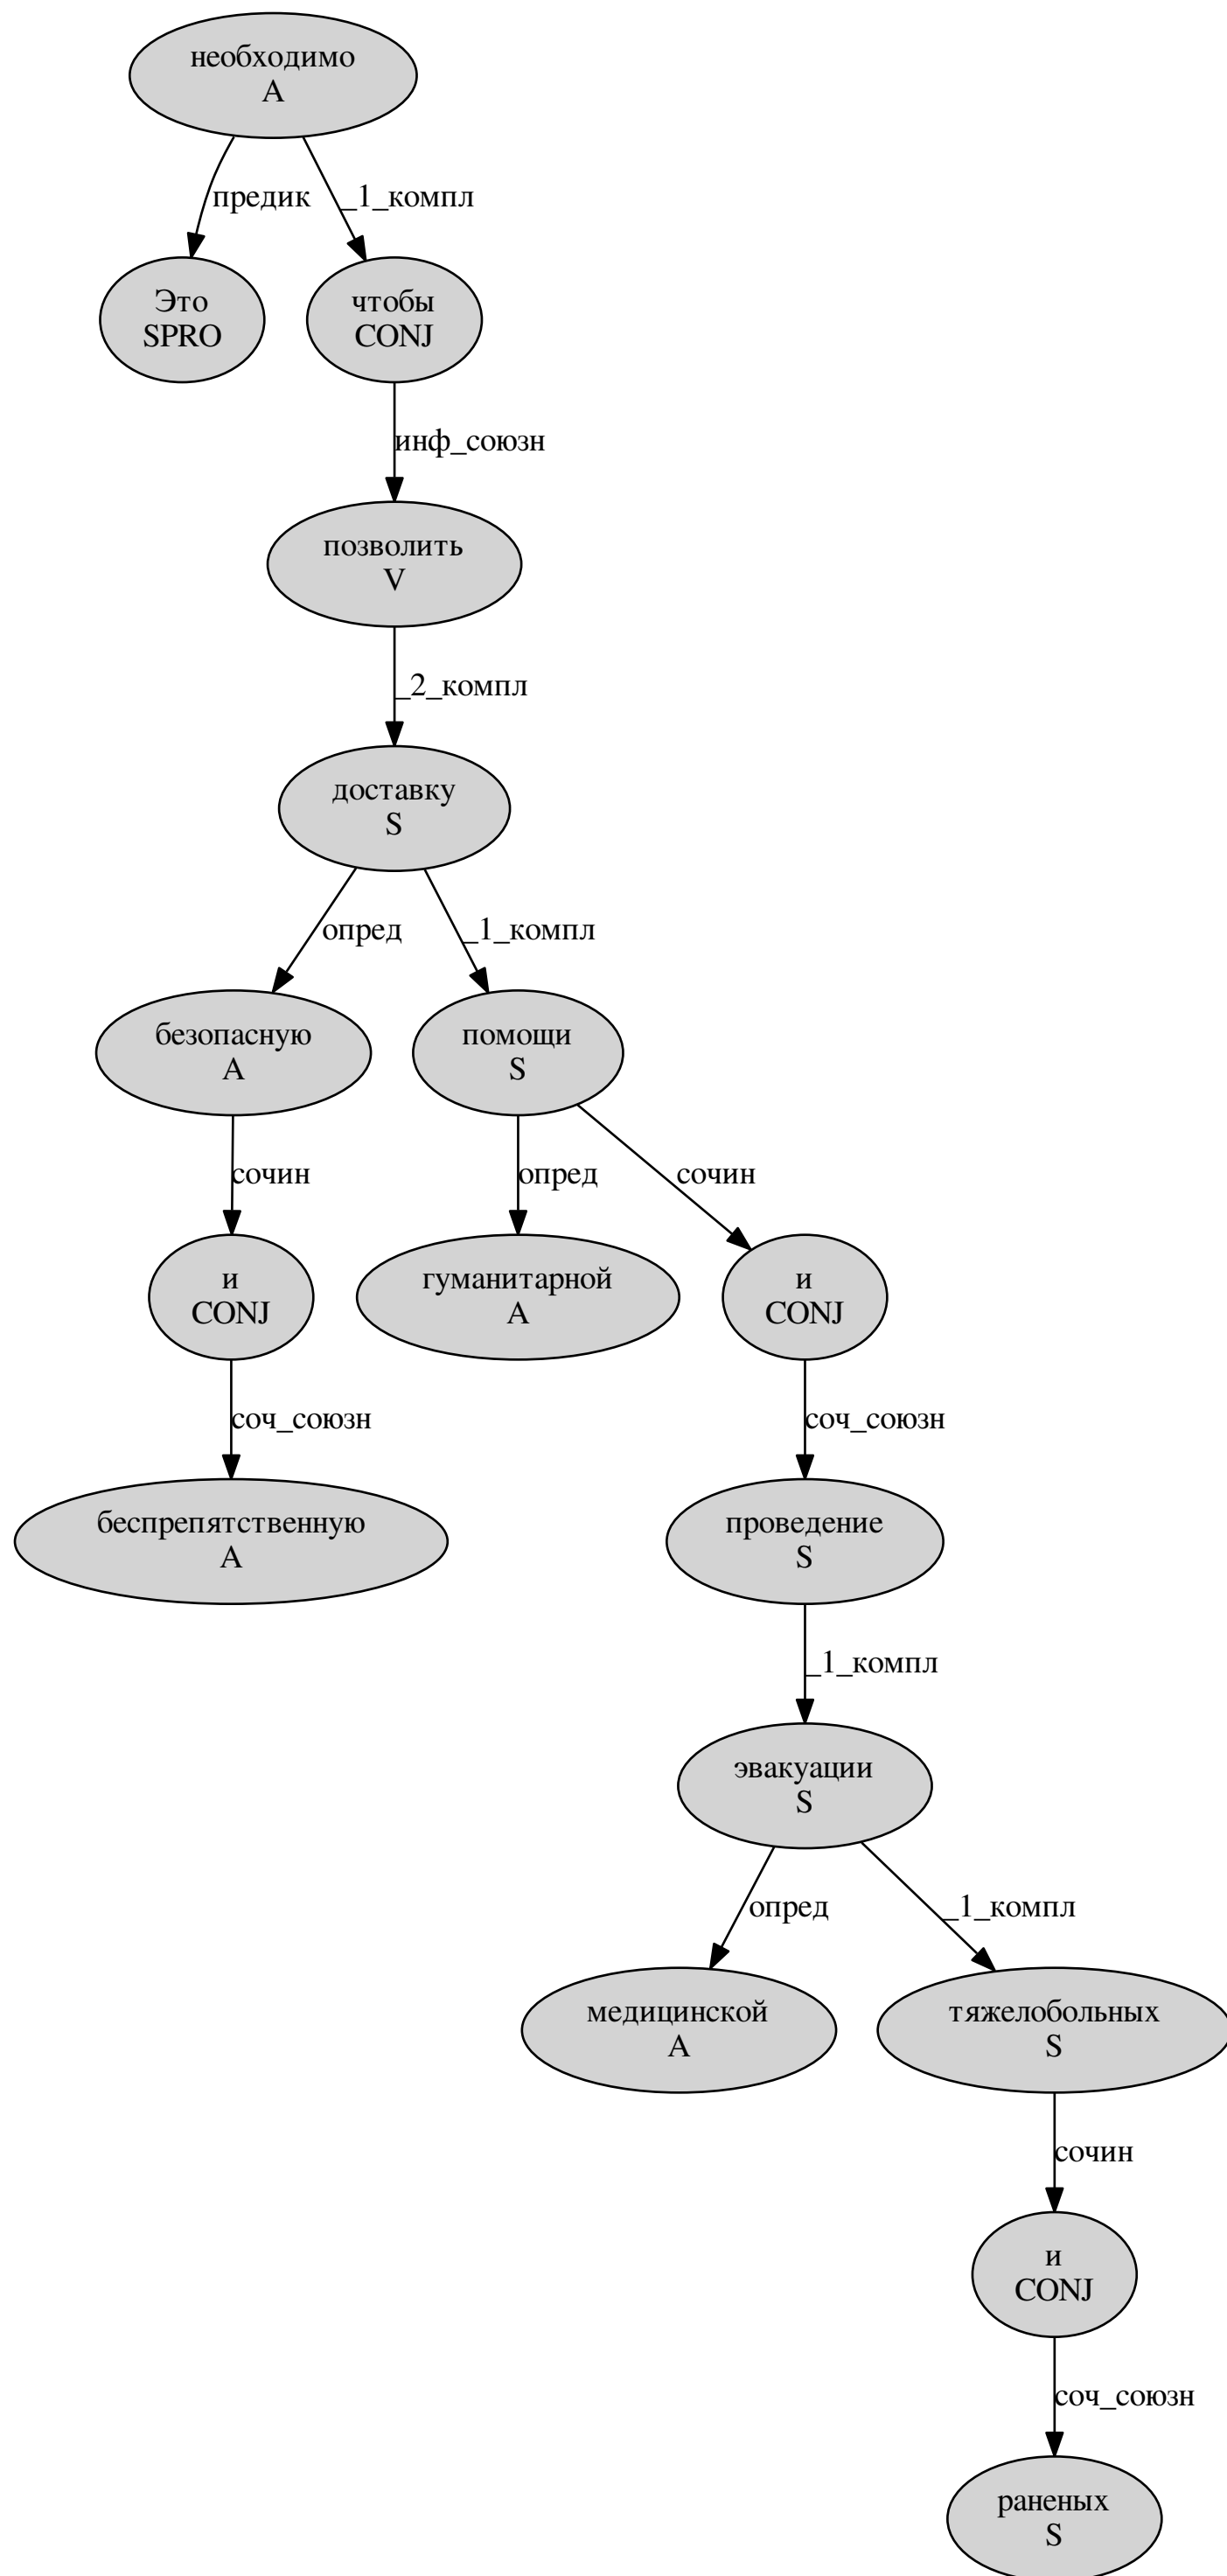 необходимо
A
предик
_1_компл
Это
SPRO
чтобы
CONJ
инф_союзн
позволить
V
_2_компл
доставку
S
опред
_1_компл
безопасную
A
помощи
S
сочин
опред
сочин
и
CONJ
гуманитарной
A
и
CONJ
соч_союзн
соч_союзн
беспрепятственную
A
проведение
S
_1_компл
эвакуации
S
опред
_1_компл
медицинской
A
тяжелобольных
S
сочин
и
CONJ
соч_союзн
раненых
S